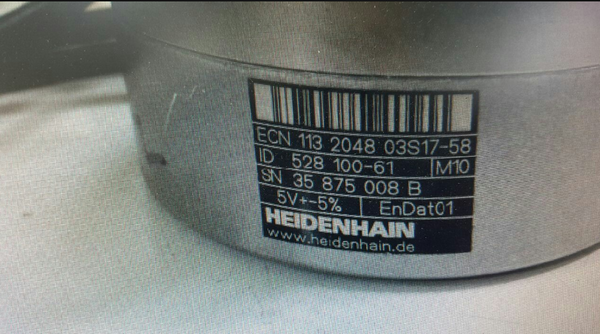 ECN 113 2048 03S17-58
ID 528 100-61 M10
SN 35 875 008 B
5V+-5% EnDat01
HEIDENHAIN
www.heidenhain.de